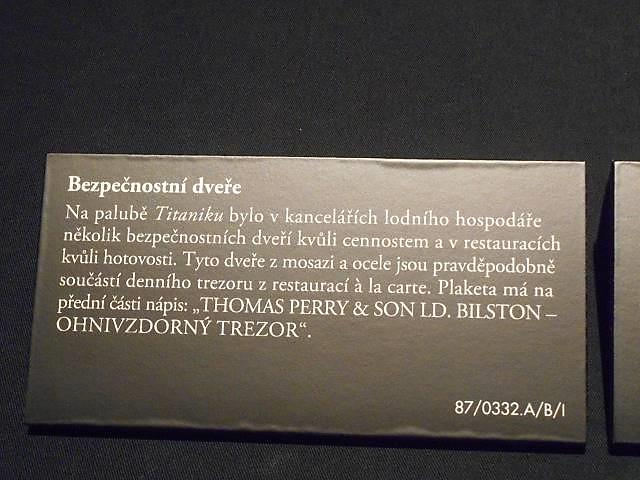 Bezpečnostní dveře
Na palubě Titaniku bylo v kancelářích lodního hospodáře
několik bezpečnostních dveří kvůli cennostem a v restauracích
kvůli hotovosti. Tyto dveře z mosazi a ocele jsou pravděpodobně
součástí denního trezoru z restaurací à la carte. Plaketa má na
přední části nápis: „THOMAS PERRY & SON LD. BILSTON –
OHNIVZDORNÝ TREZOR“.
87/0332.A/B/I